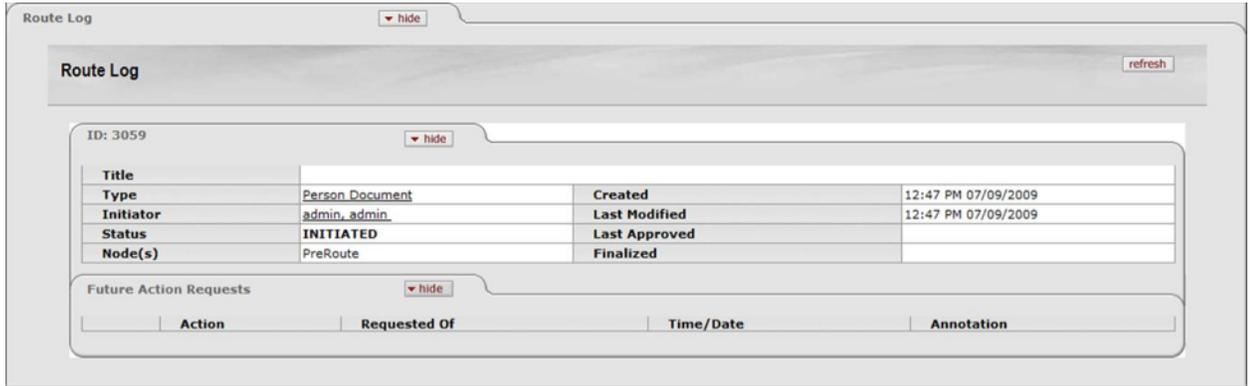 Route Log hide
Route Log refresh
ID: 3059 hide
Title
Type Person Document Created 12:47 PM 07/09/2009
Initiator admin, admin Last Modified 12:47 PM 07/09/2009
Status INITIATED Last Approved
Node(s) PreRoute Finalized
Future Action Requests hide
Action Requested Of Time/Date Annotation